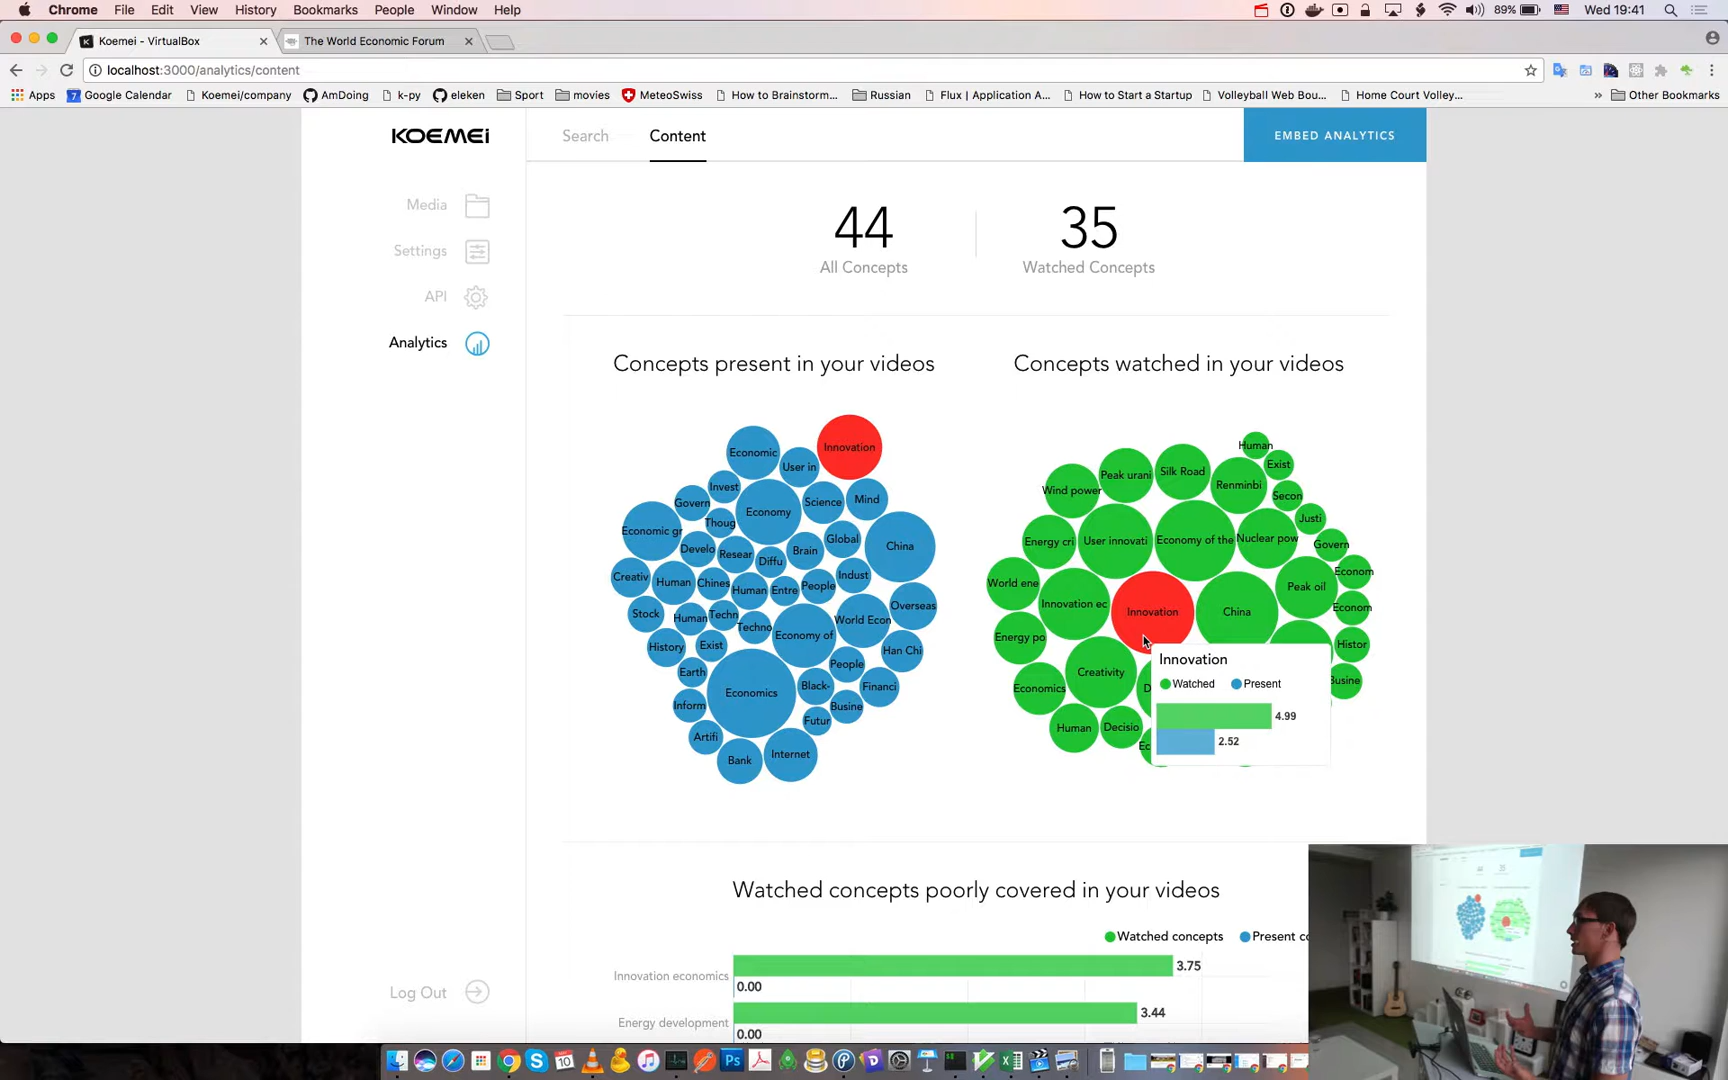 Chrome File Edit View History Bookmarks People Window Help
89% Wed 19:41
Koemei - VirtualBox
The World Economic Forum
localhost:3000/analytics/content
Apps
Google Calendar
Koemei/company
AmDoing
k-py
eleken
Sport
movies
MeteoSwiss
How to Brainstorm...
Russian
Flux | Application A...
How to Start a Startup
Volleyball Web Bou...
Home Court Volley...
» Other Bookmarks
KOEMEI
Search
Content
EMBED ANALYTICS
Media
Settings
API
Analytics
Log Out
44
All Concepts
35
Watched Concepts
Concepts present in your videos
Innovation
Economic
User in
Invest
Govern
Economy
Science
Mind
Thoug
Economic gr
Global
China
Develo
Resear
Brain
Diffu
Indust
Creativ
Human
Chines
Human
Entre
People
Overseas
Stock
Human
Techn
Techno
World Econ
Economy of
History
Exist
Han Chi
People
Earth
Economics
Black-
Financi
Inform
Busine
Futur
Artifi
Bank
Internet
Concepts watched in your videos
Human
Exist
Peak urani
Silk Road
Renminbi
Wind power
Secon
Justi
Energy cri
User innovati
Economy of the
Nuclear pow
Govern
Econom
World ene
Peak oil
Innovation ec
Innovation
China
Econom
Energy po
Histor
Creativity
Economics
Busine
Human
Decisio
Innovation
Watched
Present
4.99
2.52
Watched concepts poorly covered in your videos
Watched concepts
Present co
Innovation economics
3.75
0.00
Energy development
3.44
0.00